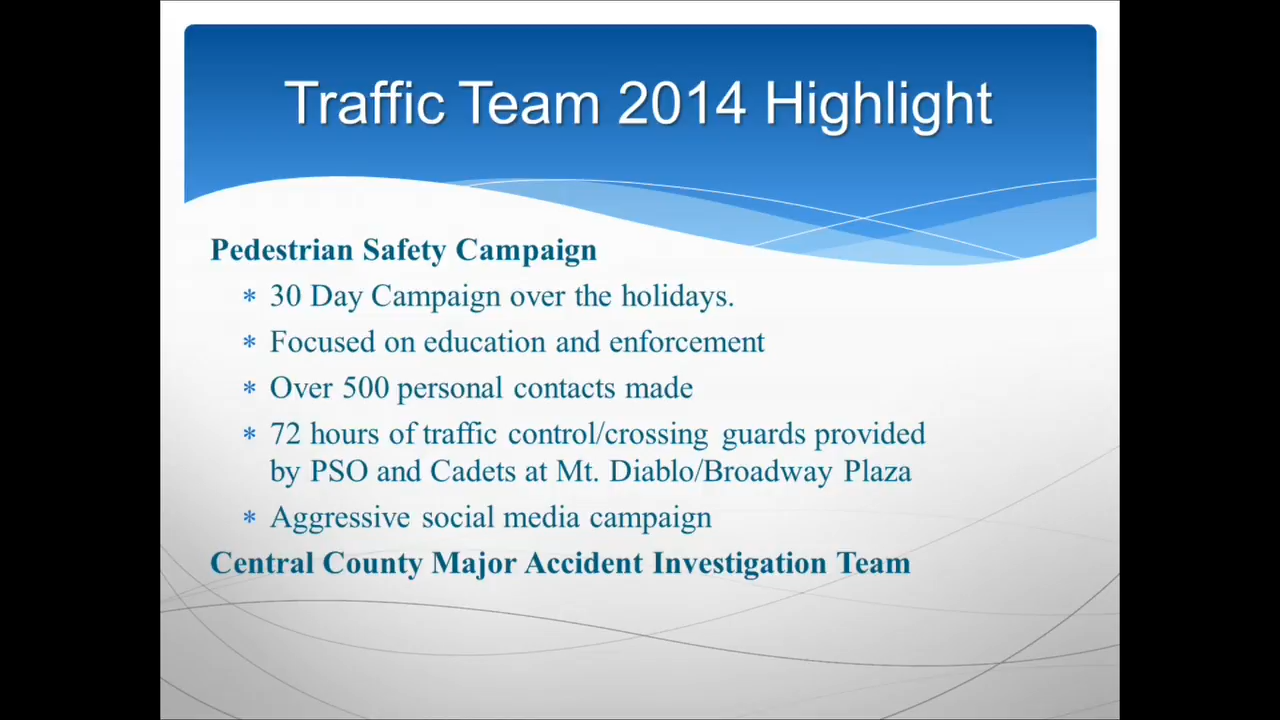 Traffic Team 2014 Highlight
Pedestrian Safety Campaign
* 30 Day Campaign over the holidays.
* Focused on education and enforcement
* Over 500 personal contacts made
* 72 hours of traffic control/crossing guards provided
by PSO and Cadets at Mt. Diablo/Broadway Plaza
* Aggressive social media campaign
Central County Major Accident Investigation Team